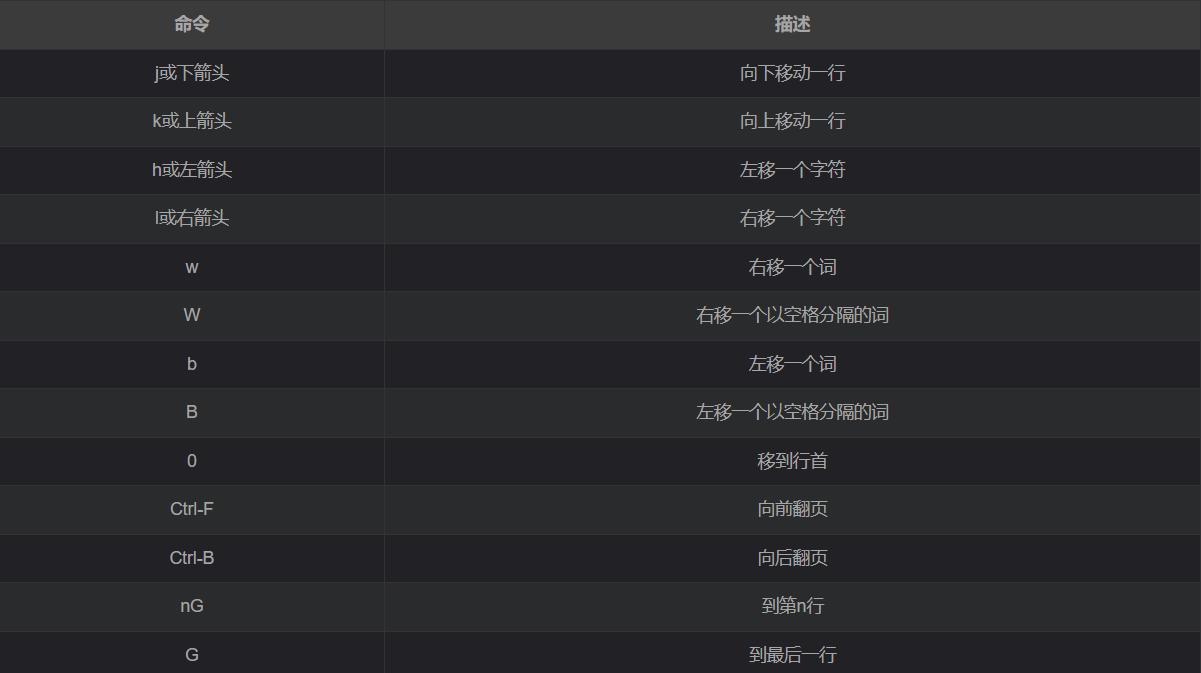 命令 描述
j或下箭头 向下移动一行
k或上箭头 向上移动一行
h或左箭头 左移一个字符
l或右箭头 右移一个字符
w 右移一个词
W 右移一个以空格分隔的词
b 左移一个词
B 左移一个以空格分隔的词
0 移到行首
Ctrl-F 向前翻页
Ctrl-B 向后翻页
nG 到第n行
G 到最后一行